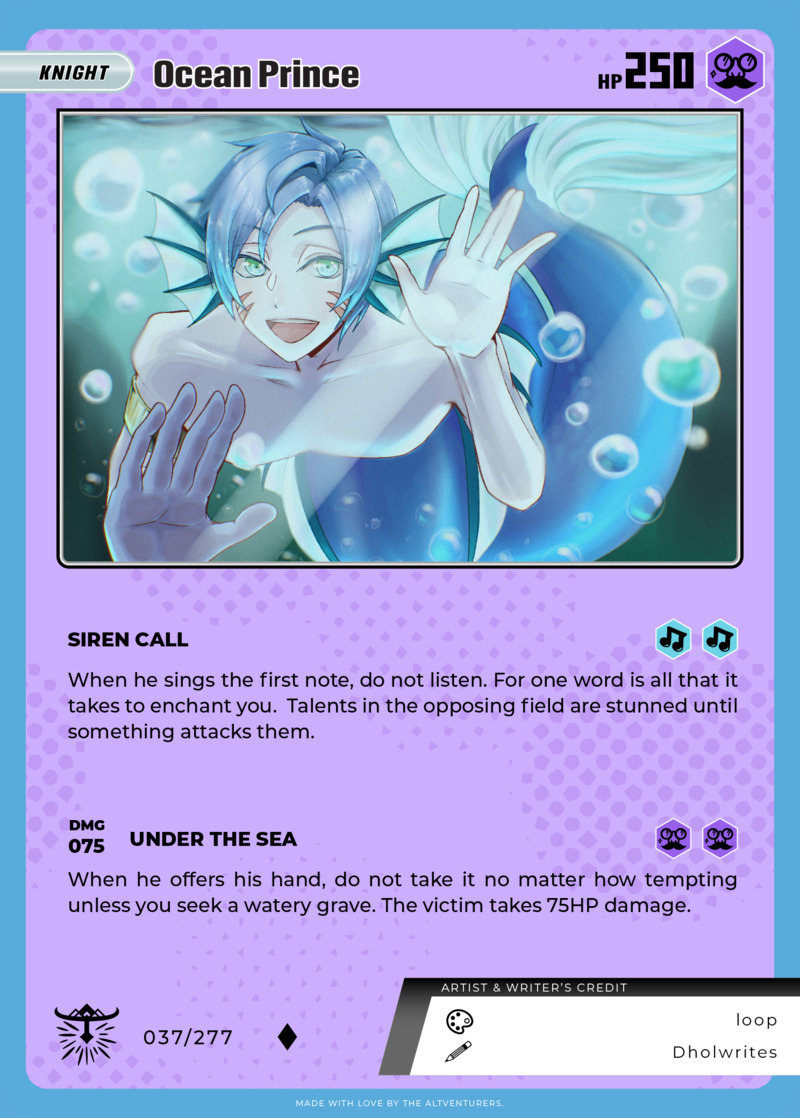 KNIGHT
Ocean Prince
HP 250
SIREN CALL
When he sings the first note, do not listen. For one word is all that it
takes to enchant you.  Talents in the opposing field are stunned until
something attacks them.
DMG
075
UNDER THE SEA
When he offers his hand, do not take it no matter how tempting
unless you seek a watery grave. The victim takes 75HP damage.
ARTIST & WRITER'S CREDIT
037/277
loop
Dholwrites
MADE WITH LOVE BY THE ALTVENTURERS.